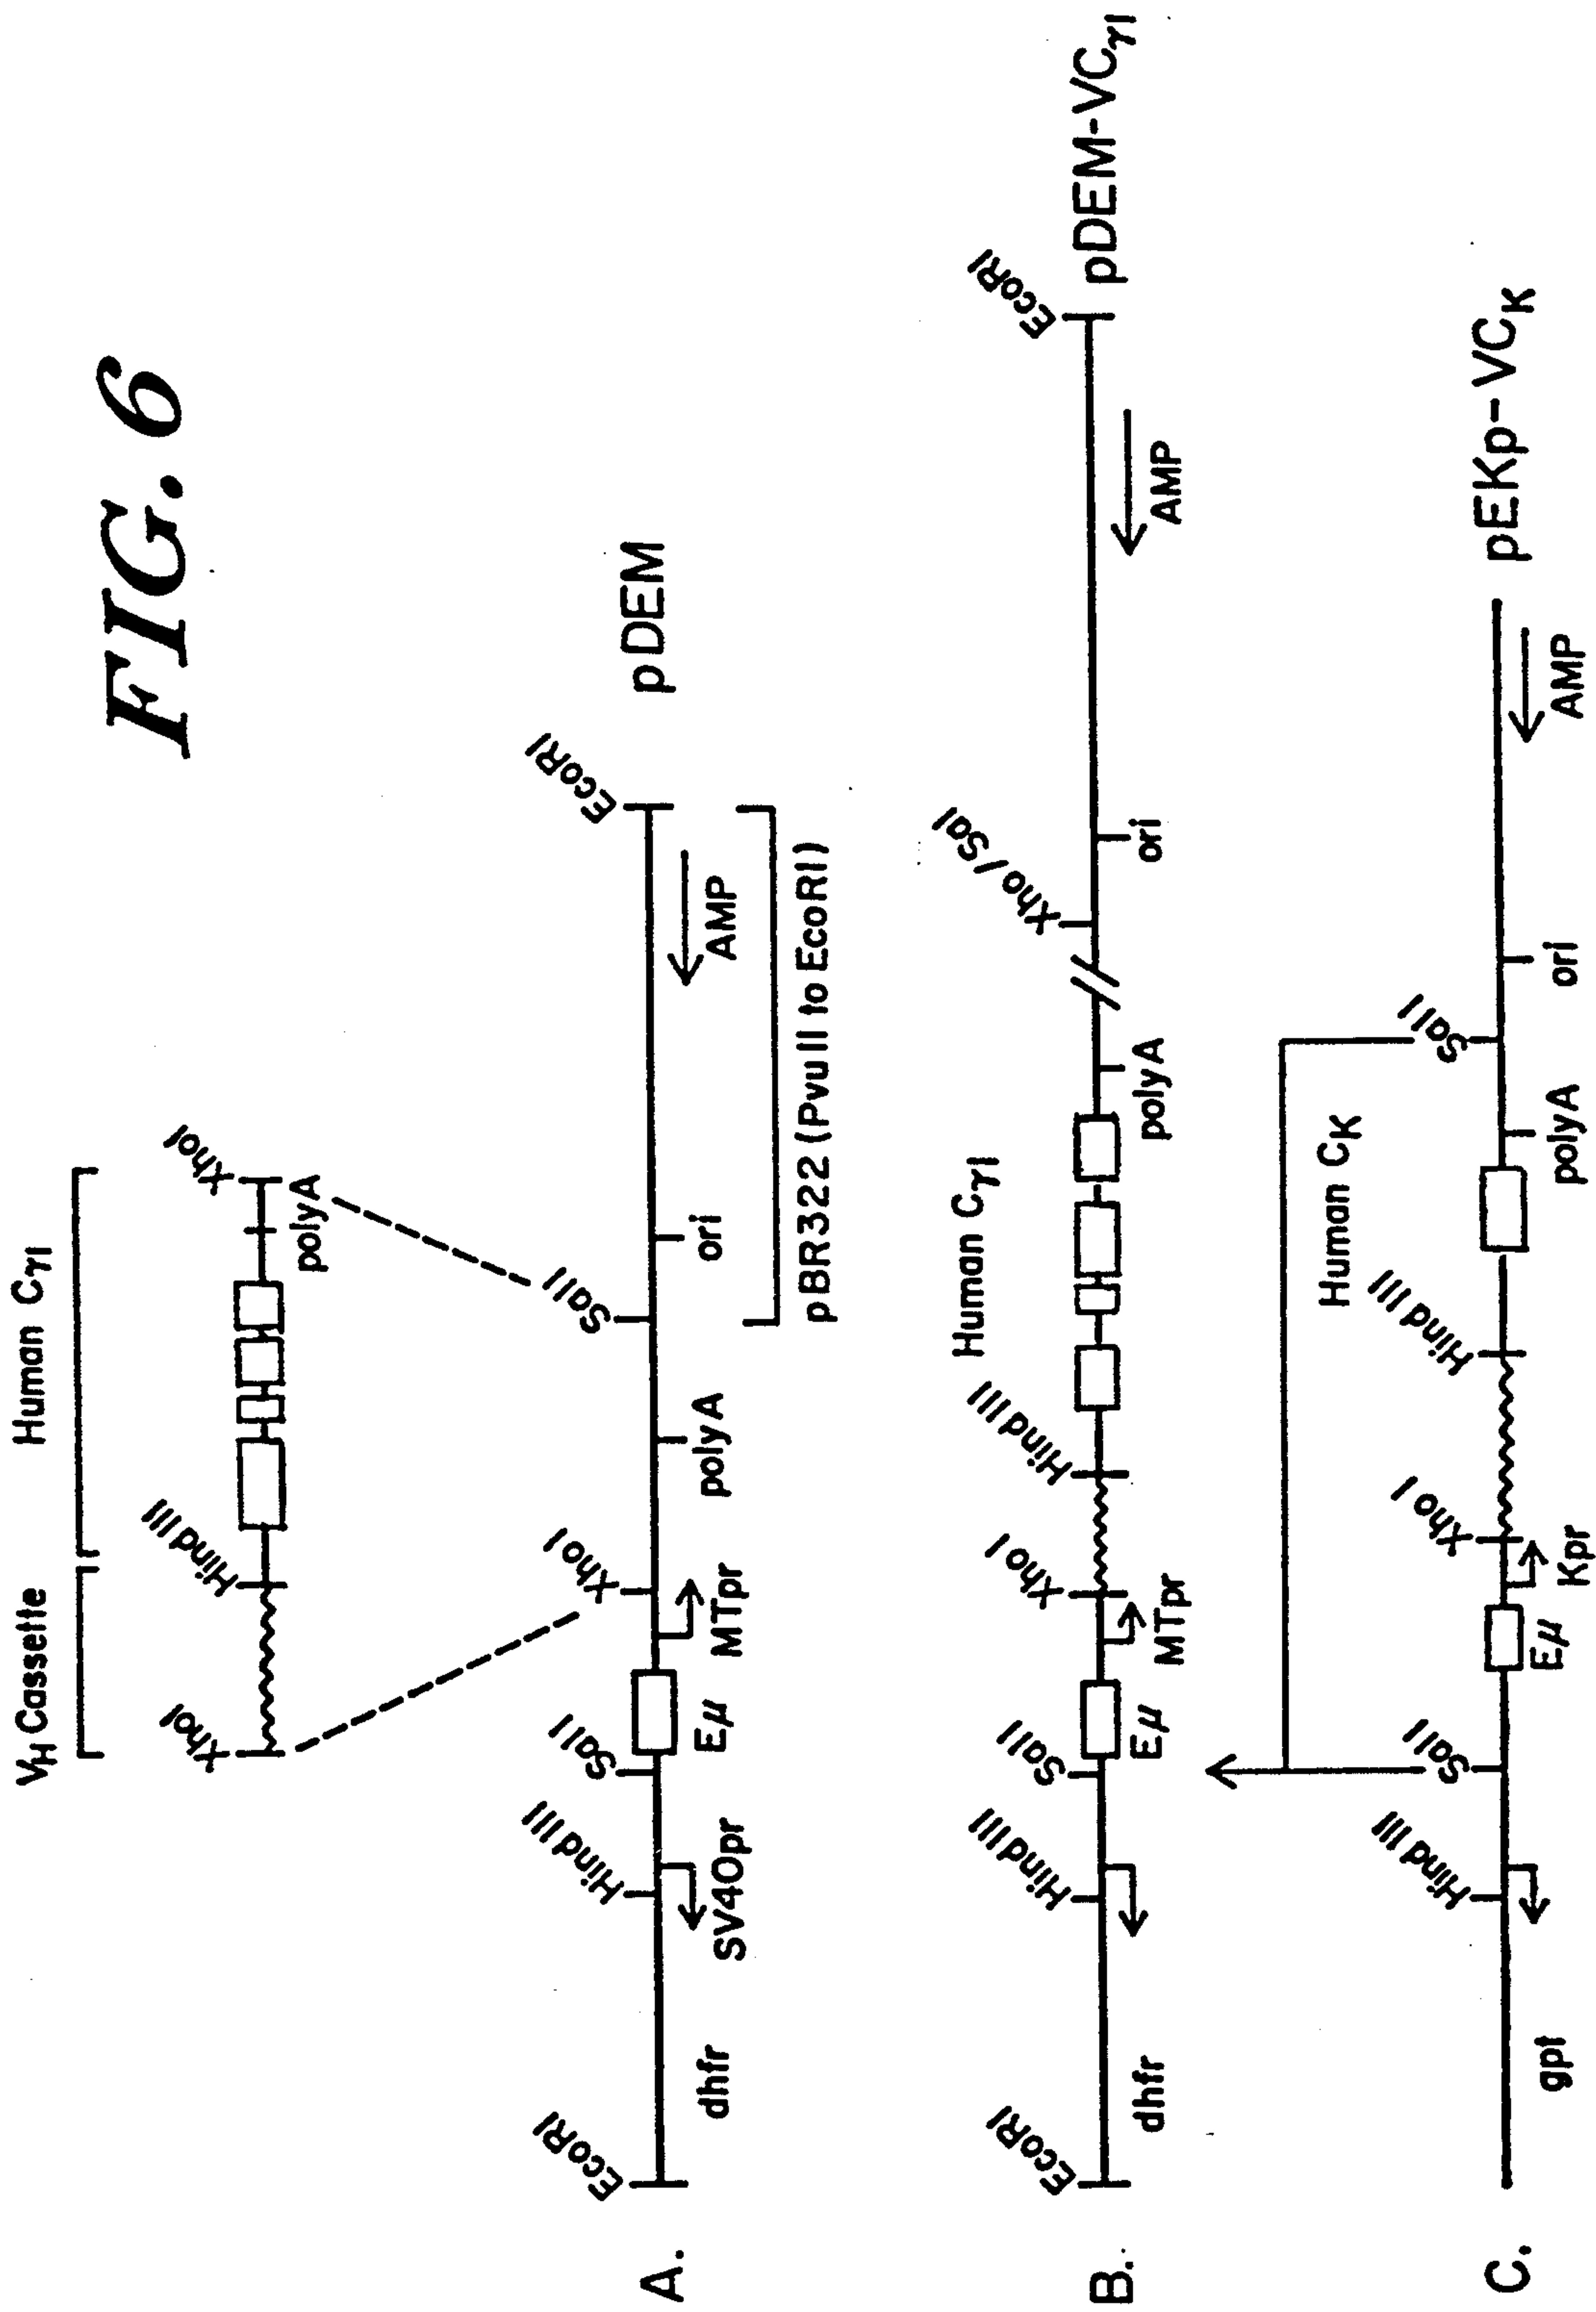 FIG. 6
VH Cassette
Human Cγ1
XhoI
HindIII
XhoI
polyA
A.
EcoRI
HindIII
SalI
XhoI
SalI
EcoRI
pDEM
dhfr
SV40pr
Eμ
MTpr
polyA
ori
AMP
pBR322 (PvuII to EcoRI)
B.
EcoRI
HindIII
SalI
XhoI
HindIII
Human Cγ1
Xho/Sal
EcoRI
pDEM-VCγ1
dhfr
Eμ
MTpr
polyA
ori
AMP
Human CK
C.
HindIII
SalI
XhoI
HindIII
SalI
pEKp-VCK
gpt
Eμ
Kpr
polyA
ori
AMP